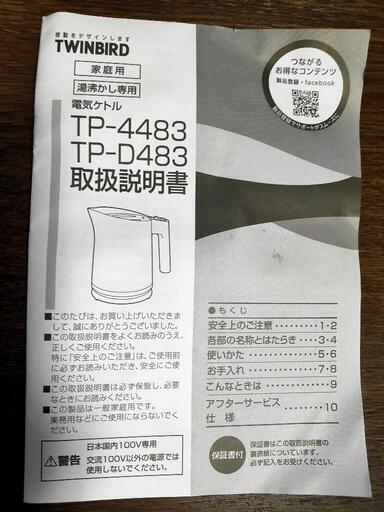 感動をデザインします
TWINBIRD
家庭用
湯沸かし専用
電気ケトル
TP-4483
TP-D483
取扱説明書
つながる
お得なコンテンツ
製品登録・facebook
■このたびは、お買い上げいただきま
して、誠にありがとうございました。
■この取扱説明書をよくお読みのうえ、
正しくご使用ください。
特に「安全上のご注意」は、ご使用前
に必ずお読みいただき、安全にご
使用ください。
■この取扱説明書は必ず保管し、必要
なときにお読みください。
■この製品は一般家庭用です。
業務用などにご使用にならないでく
ださい。
日本国内100V専用
⚠警告
交流100V以外の電源では
使用しないでください。
●もくじ
安全上のご注意・・・・・・・・・1・2
各部の名称とはたらき・・・3・4
使いかた・・・・・・・・・・・・・・5・6
お手入れ・・・・・・・・・・・・・・7・8
こんなときは・・・・・・・・・・・9
アフターサービス
仕様・・・・・・・・・・・・・・・10
保証書付
保証書はこの取扱説明書の
裏表紙についています。
必ず記入をお受けください。